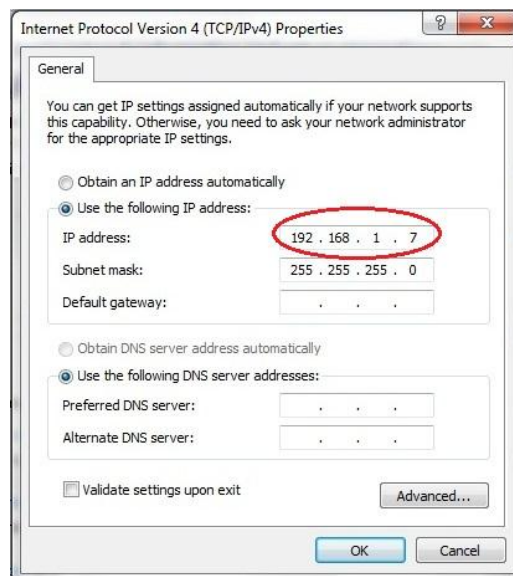 Internet Protocol Version 4 (TCP/IPv4) Properties
General
You can get IP settings assigned automatically if your network supports
this capability. Otherwise, you need to ask your network administrator
for the appropriate IP settings.
Obtain an IP address automatically
Use the following IP address:
IP address: 192 . 168 . 1 . 7
Subnet mask: 255 . 255 . 255 . 0
Default gateway: . . .
Obtain DNS server address automatically
Use the following DNS server addresses:
Preferred DNS server: . . .
Alternate DNS server: . . .
Validate settings upon exit
Advanced...
OK Cancel